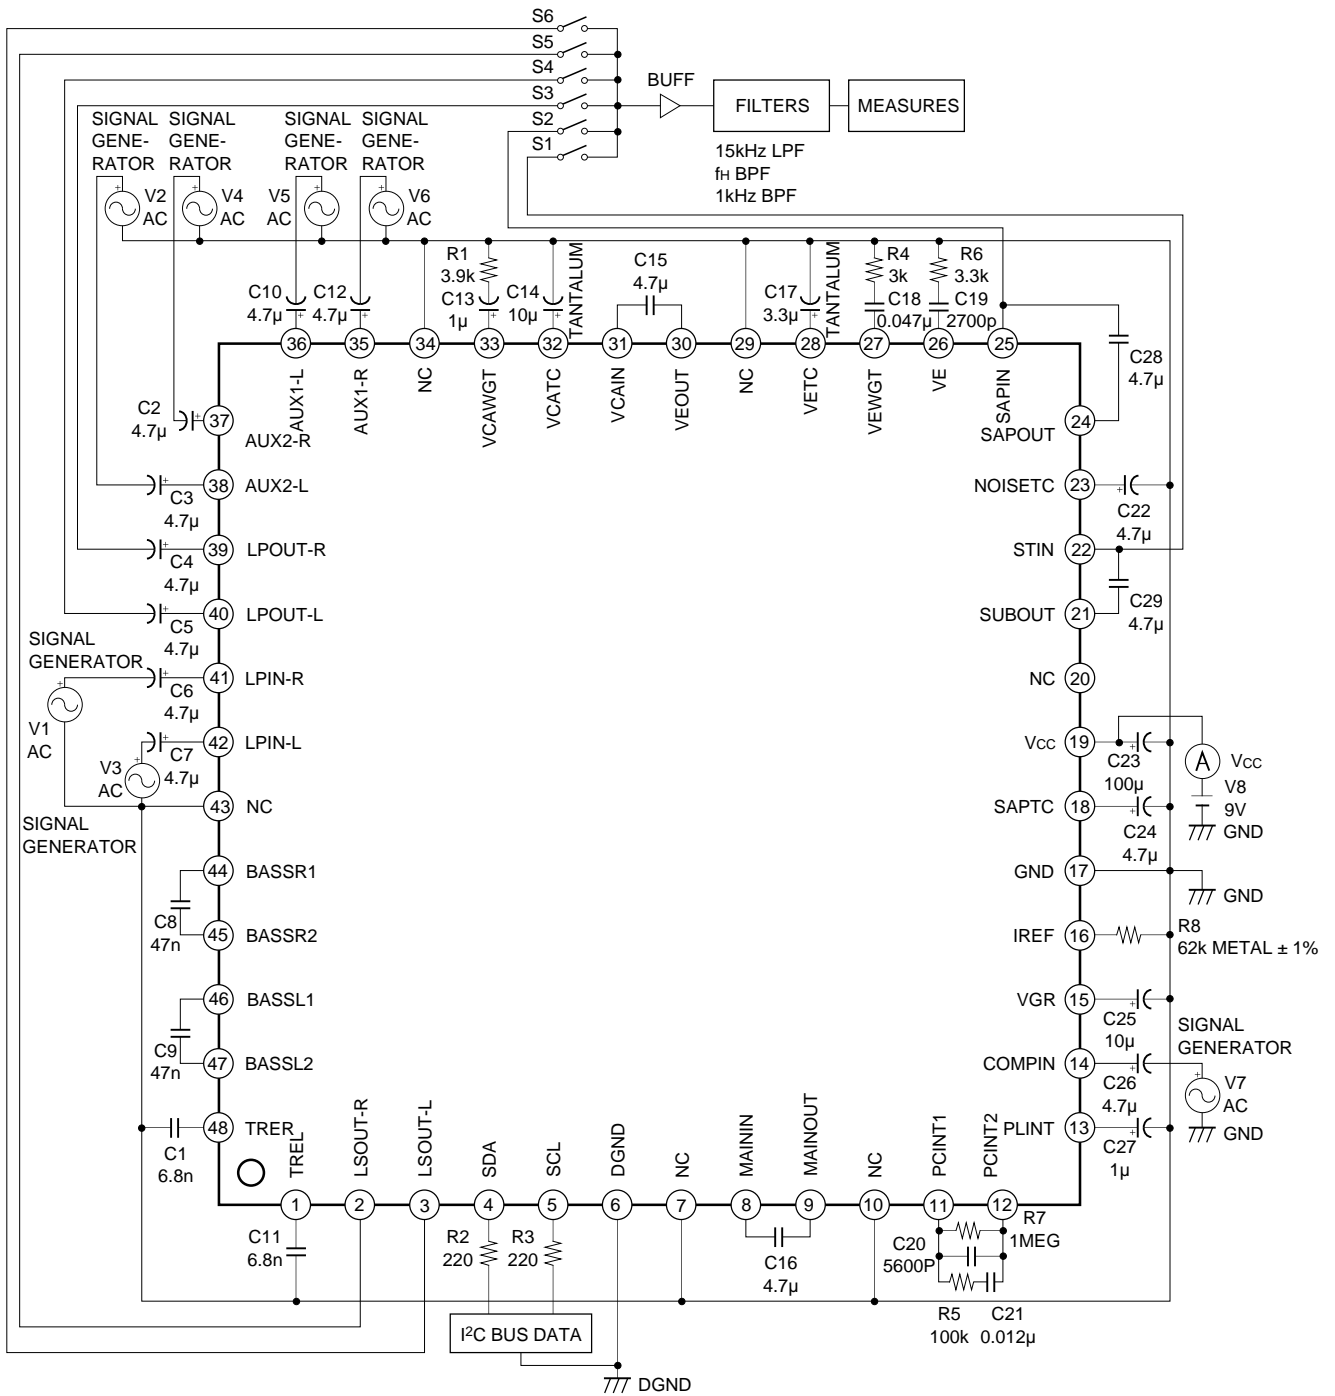 S6
S5
S4
S3
S2
S1
BUFF
FILTERS
MEASURES
15kHz LPF
fH BPF
1kHz BPF
SIGNAL
GENE-
RATOR
SIGNAL
GENE-
RATOR
SIGNAL
GENE-
RATOR
SIGNAL
GENE-
RATOR
V2
AC
V4
AC
V5
AC
V6
AC
C10
4.7µ
C12
4.7µ
R1
3.9k
C13
1µ
C14
10µ
TANTALUM
C15
4.7µ
C17
3.3µ
TANTALUM
R4
3k
C18
0.047µ
R6
3.3k
C19
2700p
C28
4.7µ
36
35
34
33
32
31
30
29
28
27
26
25
AUX1-L
AUX1-R
NC
VCAWGT
VCATC
VCAIN
VEOUT
NC
VETC
VEWGT
VE
SAPIN
C2
4.7µ
37
AUX2-R
38
AUX2-L
C3
4.7µ
39
LPOUT-R
C4
4.7µ
40
LPOUT-L
C5
4.7µ
SIGNAL
GENERATOR
V1
AC
41
LPIN-R
C6
4.7µ
42
LPIN-L
C7
4.7µ
V3
AC
SIGNAL
GENERATOR
43
NC
44
BASSR1
C8
47n
45
BASSR2
46
BASSL1
C9
47n
47
BASSL2
48
TRER
C1
6.8n
24
SAPOUT
23
NOISETC
C22
4.7µ
22
STIN
21
SUBOUT
C29
4.7µ
20
NC
19
VCC
C23
100µ
A
VCC
V8
9V
GND
18
SAPTC
C24
4.7µ
17
GND
GND
16
IREF
R8
62k METAL ± 1%
15
VGR
C25
10µ
SIGNAL
GENERATOR
14
COMPIN
C26
4.7µ
V7
AC
GND
13
PLINT
C27
1µ
TREL
LSOUT-R
LSOUT-L
SDA
SCL
DGND
NC
MAININ
MAINOUT
NC
PCINT1
PCINT2
1
2
3
4
5
6
7
8
9
10
11
12
C11
6.8n
R2
220
R3
220
C16
4.7µ
C20
5600P
R7
1MEG
R5
100k
C21
0.012µ
I2C BUS DATA
DGND